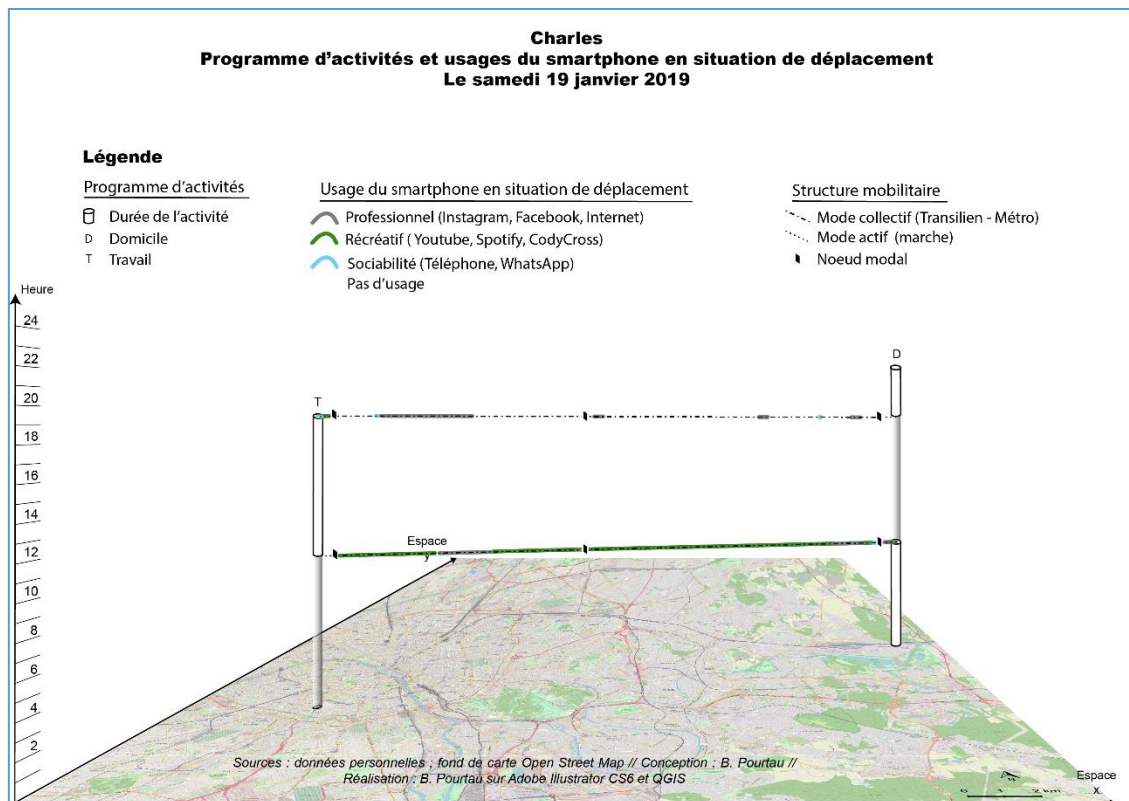 Charles
Programme d'activités et usages du smartphone en situation de déplacement
Le samedi 19 janvier 2019
Légende
Programme d'activités
Durée de l'activité
D Domicile
T Travail
Usage du smartphone en situation de déplacement
Professionnel (Instagram, Facebook, Internet)
Récréatif ( Youtube, Spotify, CodyCross)
Sociabilité (Téléphone, WhatsApp)
Pas d'usage
Structure mobilitaire
Mode collectif (Transilien - Métro)
Mode actif (marche)
Noeud modal
Heure
24
22
20
18
16
14
12
10
8
6
4
2
T
D
Espace
y
Sources : données personnelles ; fond de carte Open Street Map // Conception : B. Pourtau //
Réalisation : B. Pourtau sur Adobe Illustrator CS6 et QGIS
N
0 1 2 km
Espace
X